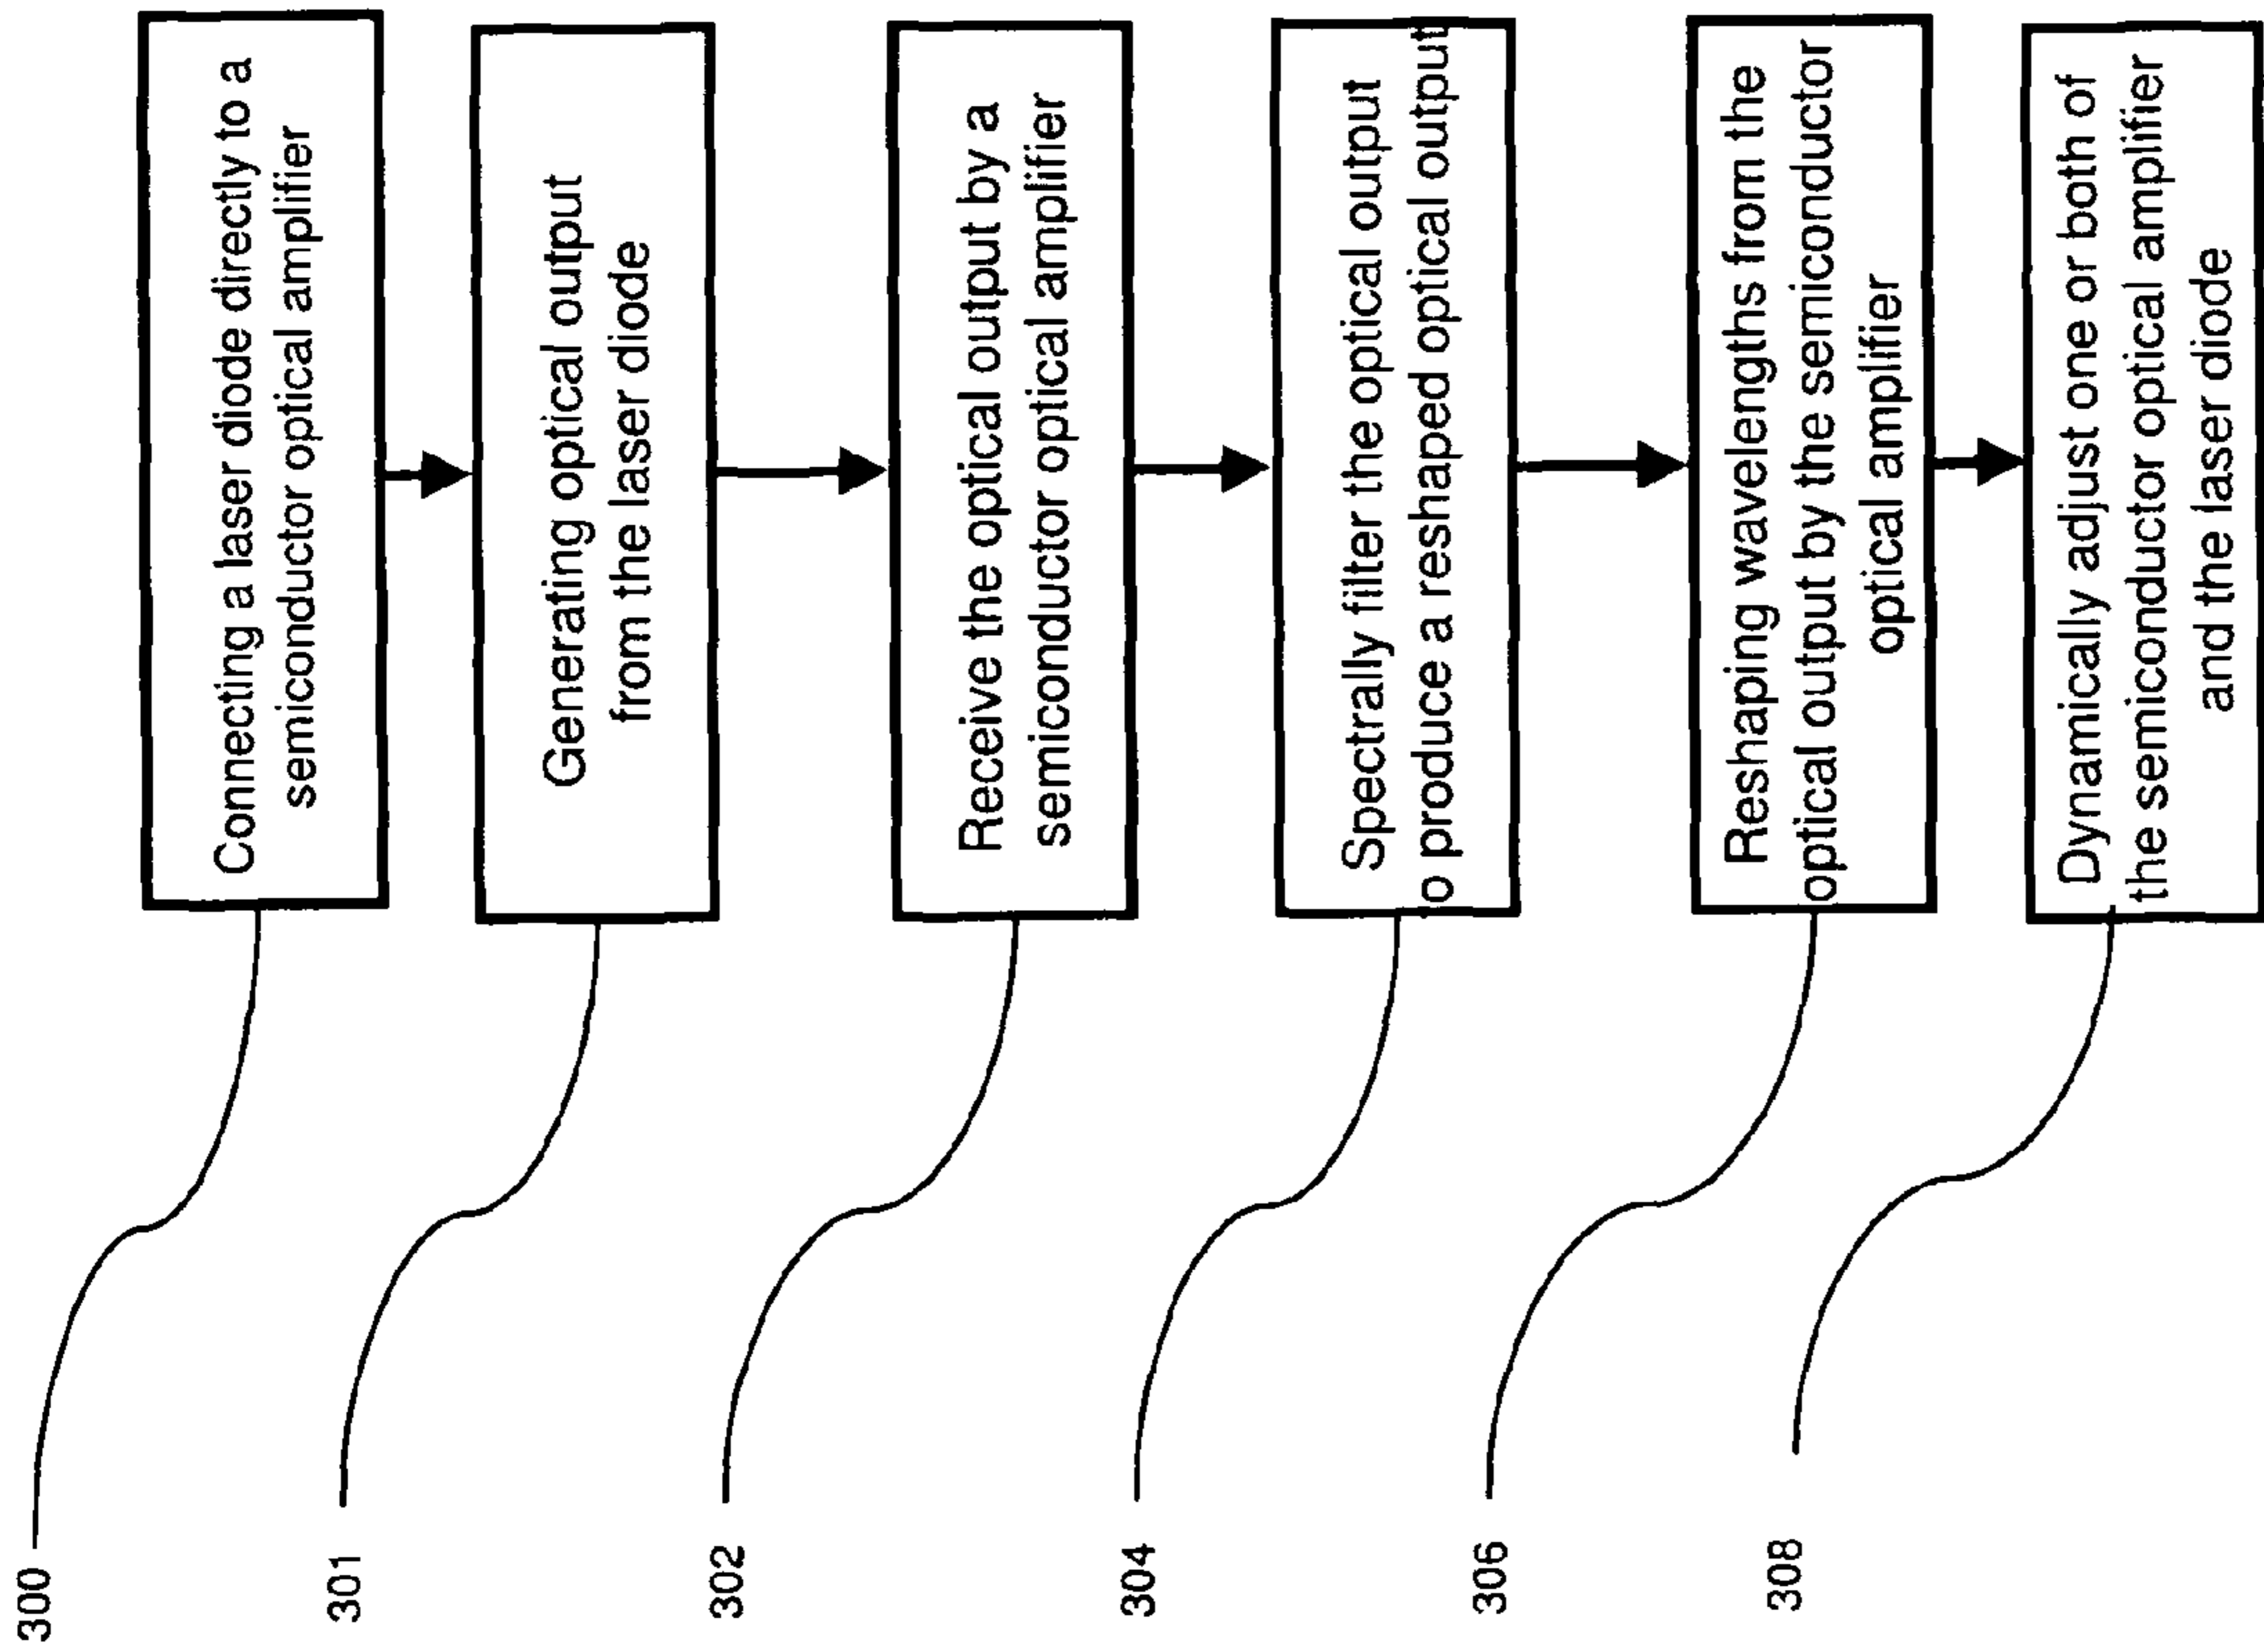 300
Connecting a laser diode directly to a
semiconductor optical amplifier
301
Generating optical output
from the laser diode
302
Receive the optical output by a
semiconductor optical amplifier
304
Spectrally filter the optical output
o produce a reshaped optical output
306
Reshaping wavelengths from the
optical output by the semiconductor
optical amplifier
308
Dynamically adjust one or both of
the semiconductor optical amplifier
and the laser diode